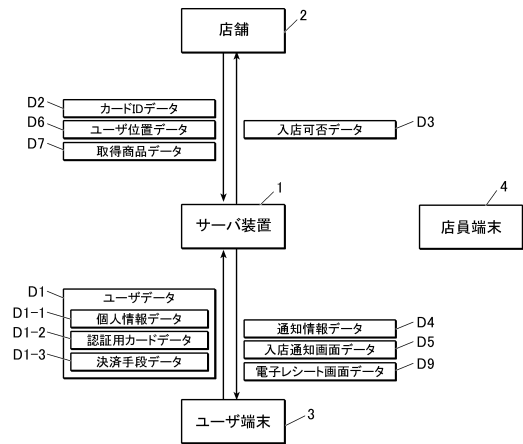 店舗
2
D2
カードIDデータ
D6
ユーザ位置データ
D7
取得商品データ
入店可否データ
D3
1
サーバ装置
4
店員端末
D1
ユーザデータ
D1-1
個人情報データ
D1-2
認証用カードデータ
D1-3
決済手段データ
通知情報データ
D4
入店通知画面データ
D5
電子レシート画面データ
D9
ユーザ端末
3